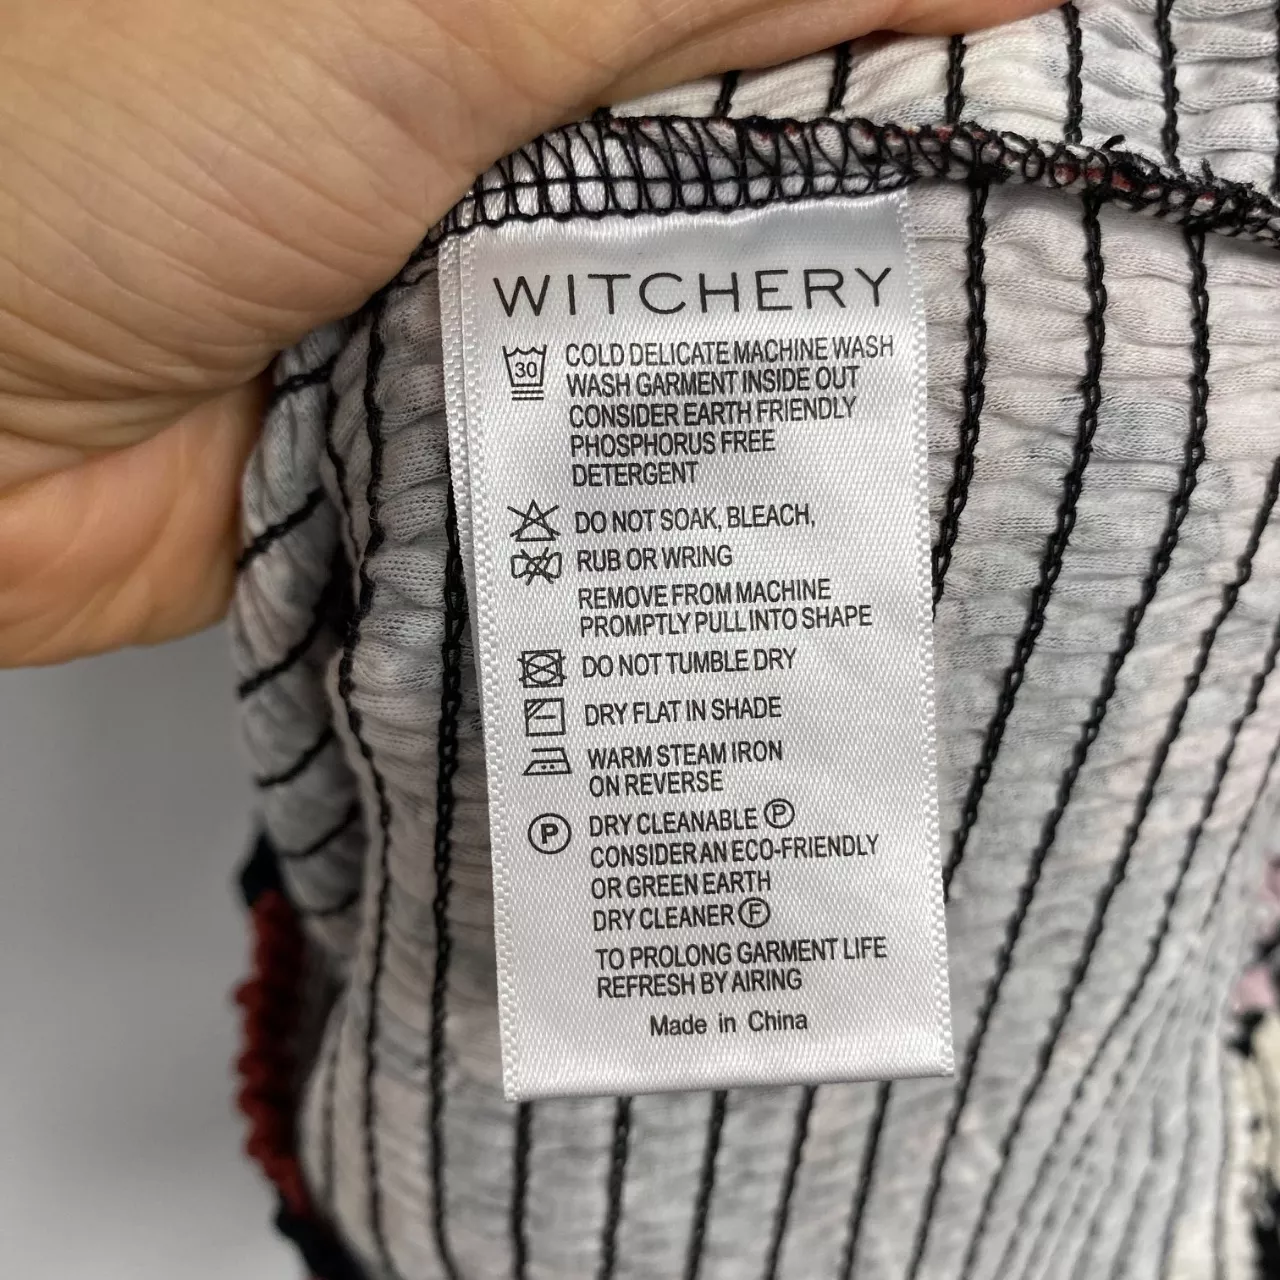 WITCHERY
30 COLD DELICATE MACHINE WASH
WASH GARMENT INSIDE OUT
CONSIDER EARTH FRIENDLY
PHOSPHORUS FREE
DETERGENT
DO NOT SOAK, BLEACH,
RUB OR WRING
REMOVE FROM MACHINE
PROMPTLY PULL INTO SHAPE
DO NOT TUMBLE DRY
DRY FLAT IN SHADE
WARM STEAM IRON
ON REVERSE
P DRY CLEANABLE P
CONSIDER AN ECO-FRIENDLY
OR GREEN EARTH
DRY CLEANER F
TO PROLONG GARMENT LIFE
REFRESH BY AIRING
Made in China